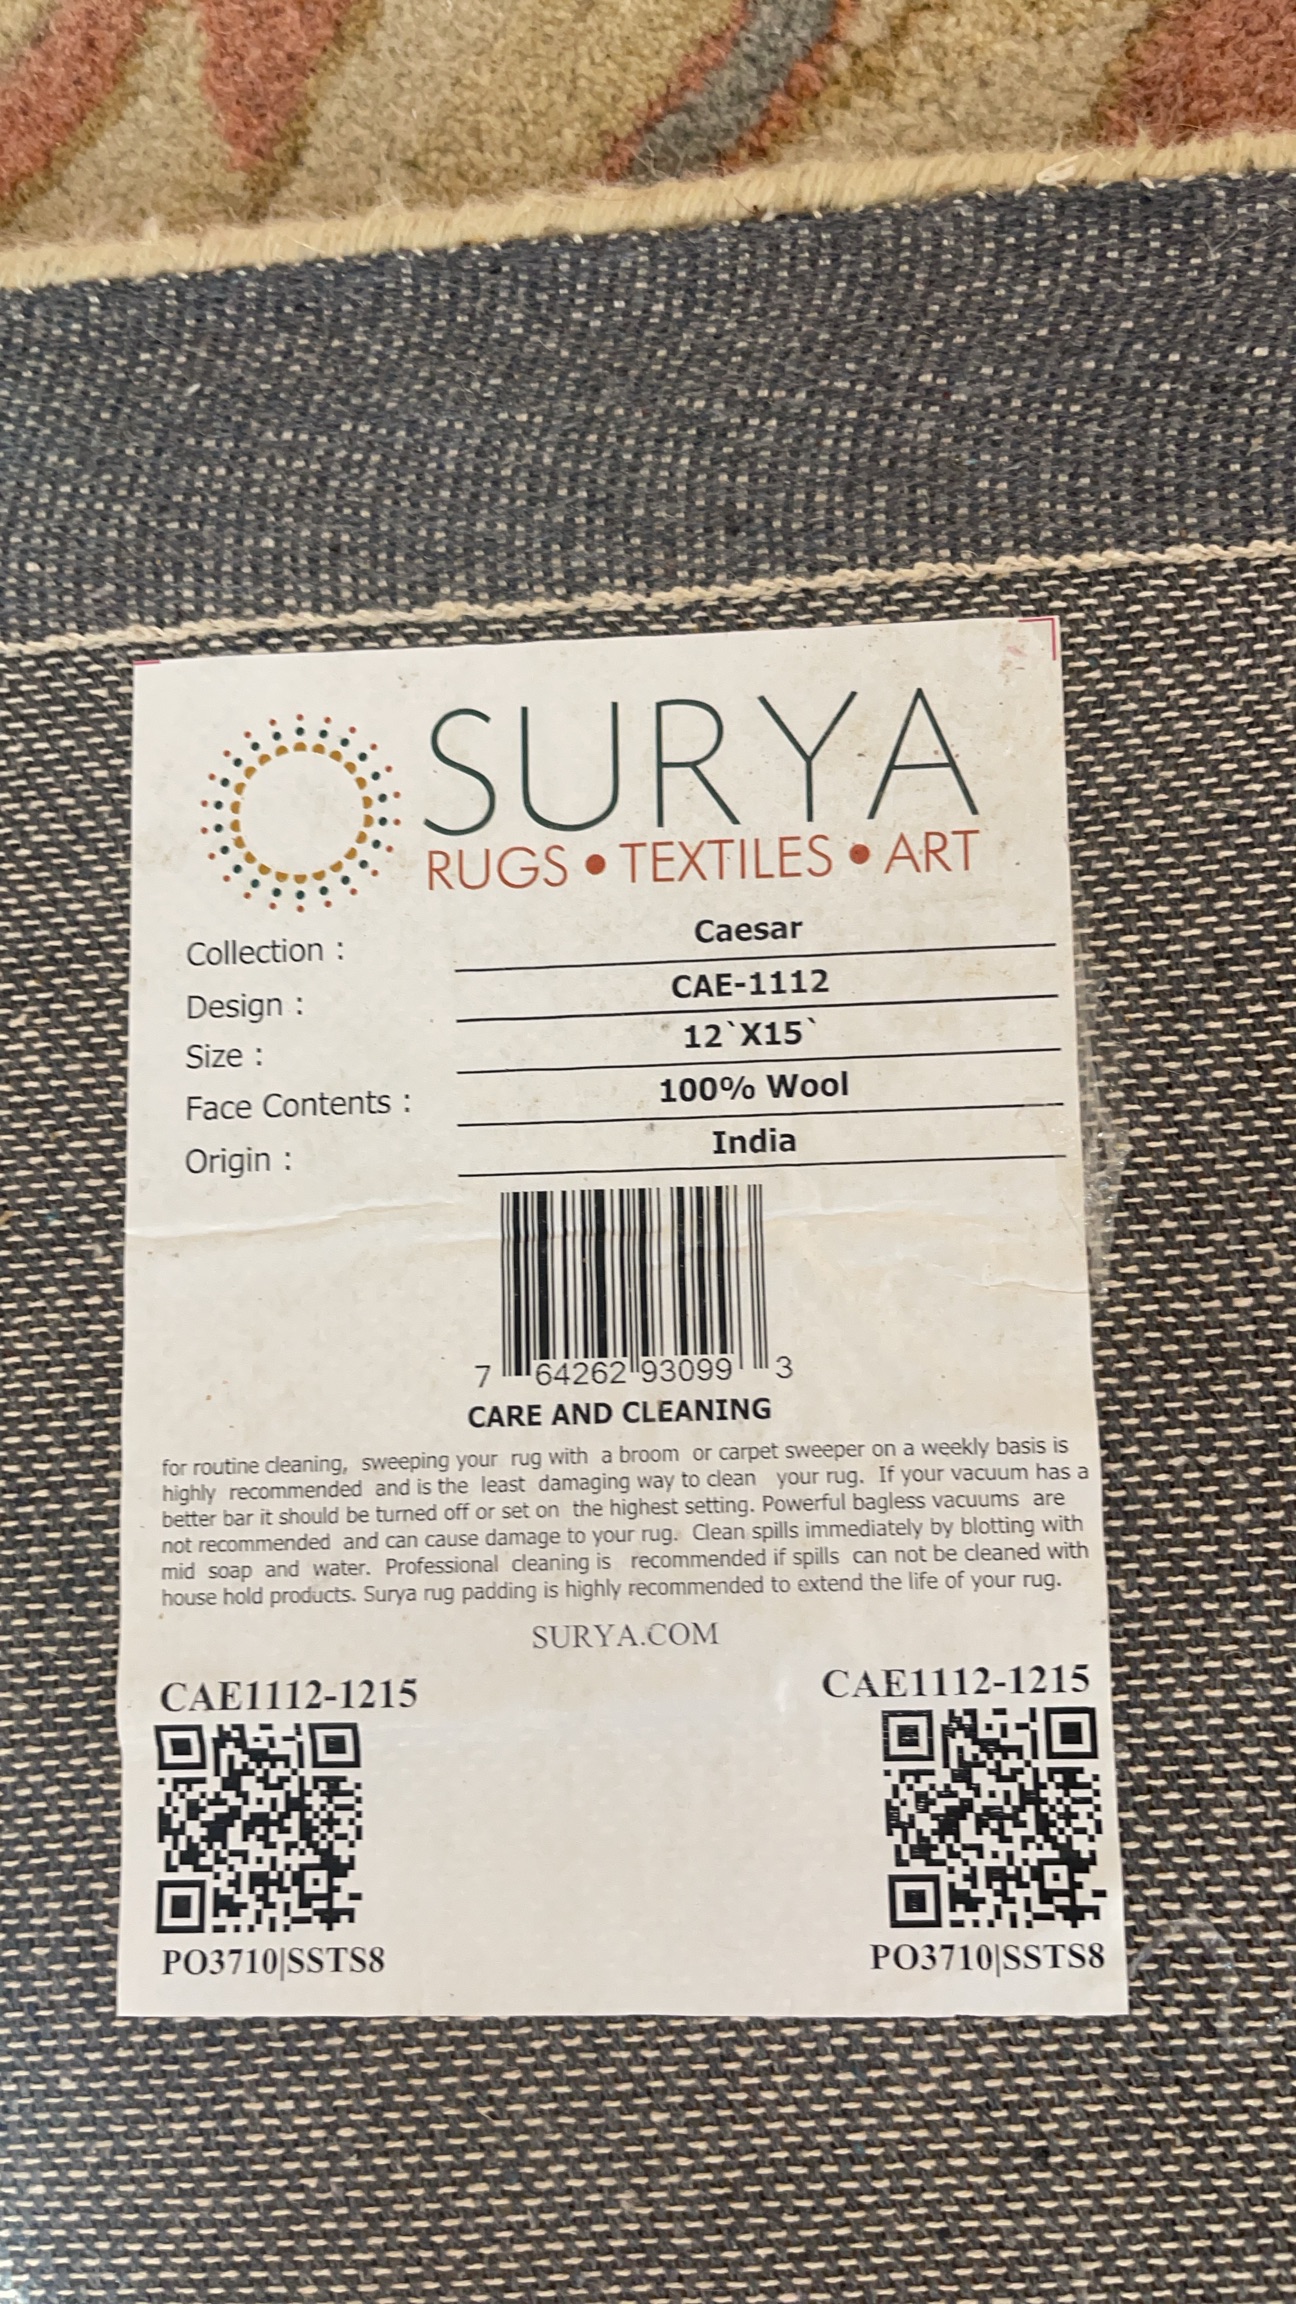 SURYA
RUGS • TEXTILES • ART
Collection : Caesar
Design : CAE-1112
Size : 12`X15`
Face Contents : 100% Wool
Origin : India
7 64262 93099 3
CARE AND CLEANING
for routine cleaning, sweeping your rug with a broom or carpet sweeper on a weekly basis is
highly recommended and is the least damaging way to clean your rug. If your vacuum has a
better bar it should be turned off or set on the highest setting. Powerful bagless vacuums are
not recommended and can cause damage to your rug. Clean spills immediately by blotting with
mid soap and water. Professional cleaning is recommended if spills can not be cleaned with
house hold products. Surya rug padding is highly recommended to extend the life of your rug.
SURYA.COM
CAE1112-1215 CAE1112-1215
PO3710|SSTS8 PO3710|SSTS8